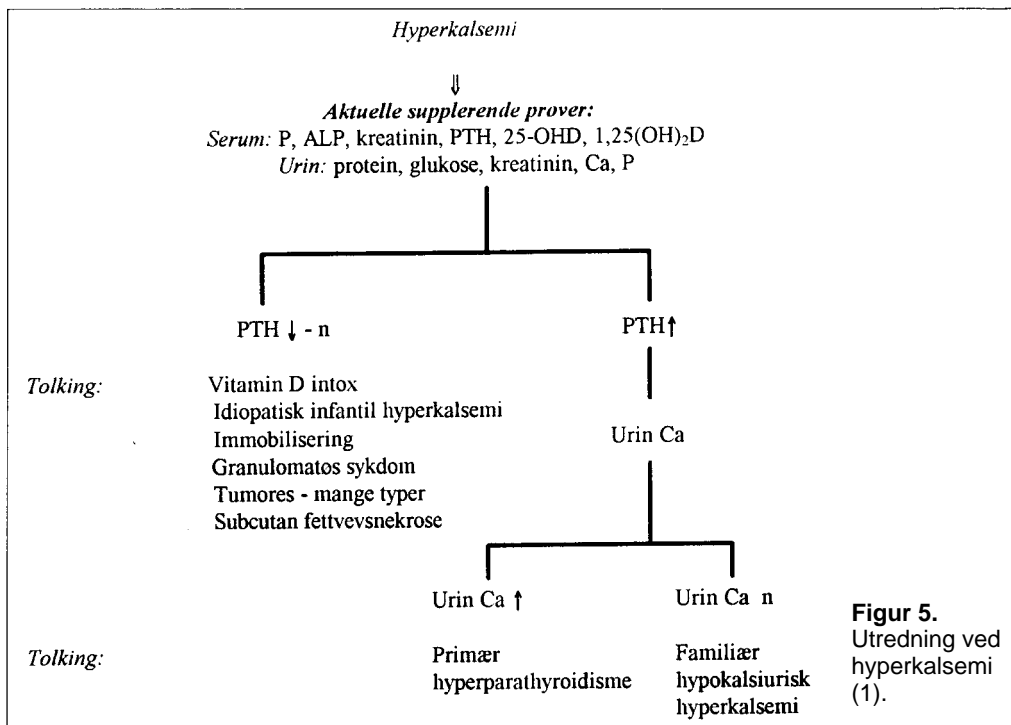 Hyperkalsemi
⇓
Aktuelle supplerende prover:
Serum: P, ALP, kreatinin, PTH, 25-OHD, 1,25(OH)₂D
Urin: protein, glukose, kreatinin, Ca, P
PTH ↓ - n
PTH↑
Tolking:
Vitamin D intox
Idiopatisk infantil hyperkalsemi
Immobilisering
Granulomatøs sykdom
Tumores - mange typer
Subcutan fettvevsnekrose
Urin Ca
Urin Ca ↑
Urin Ca n
Tolking:
Primær
hyperparathyroidisme
Familiær
hypokalsiurisk
hyperkalsemi
Figur 5.
Utredning ved
hyperkalsemi
(1).